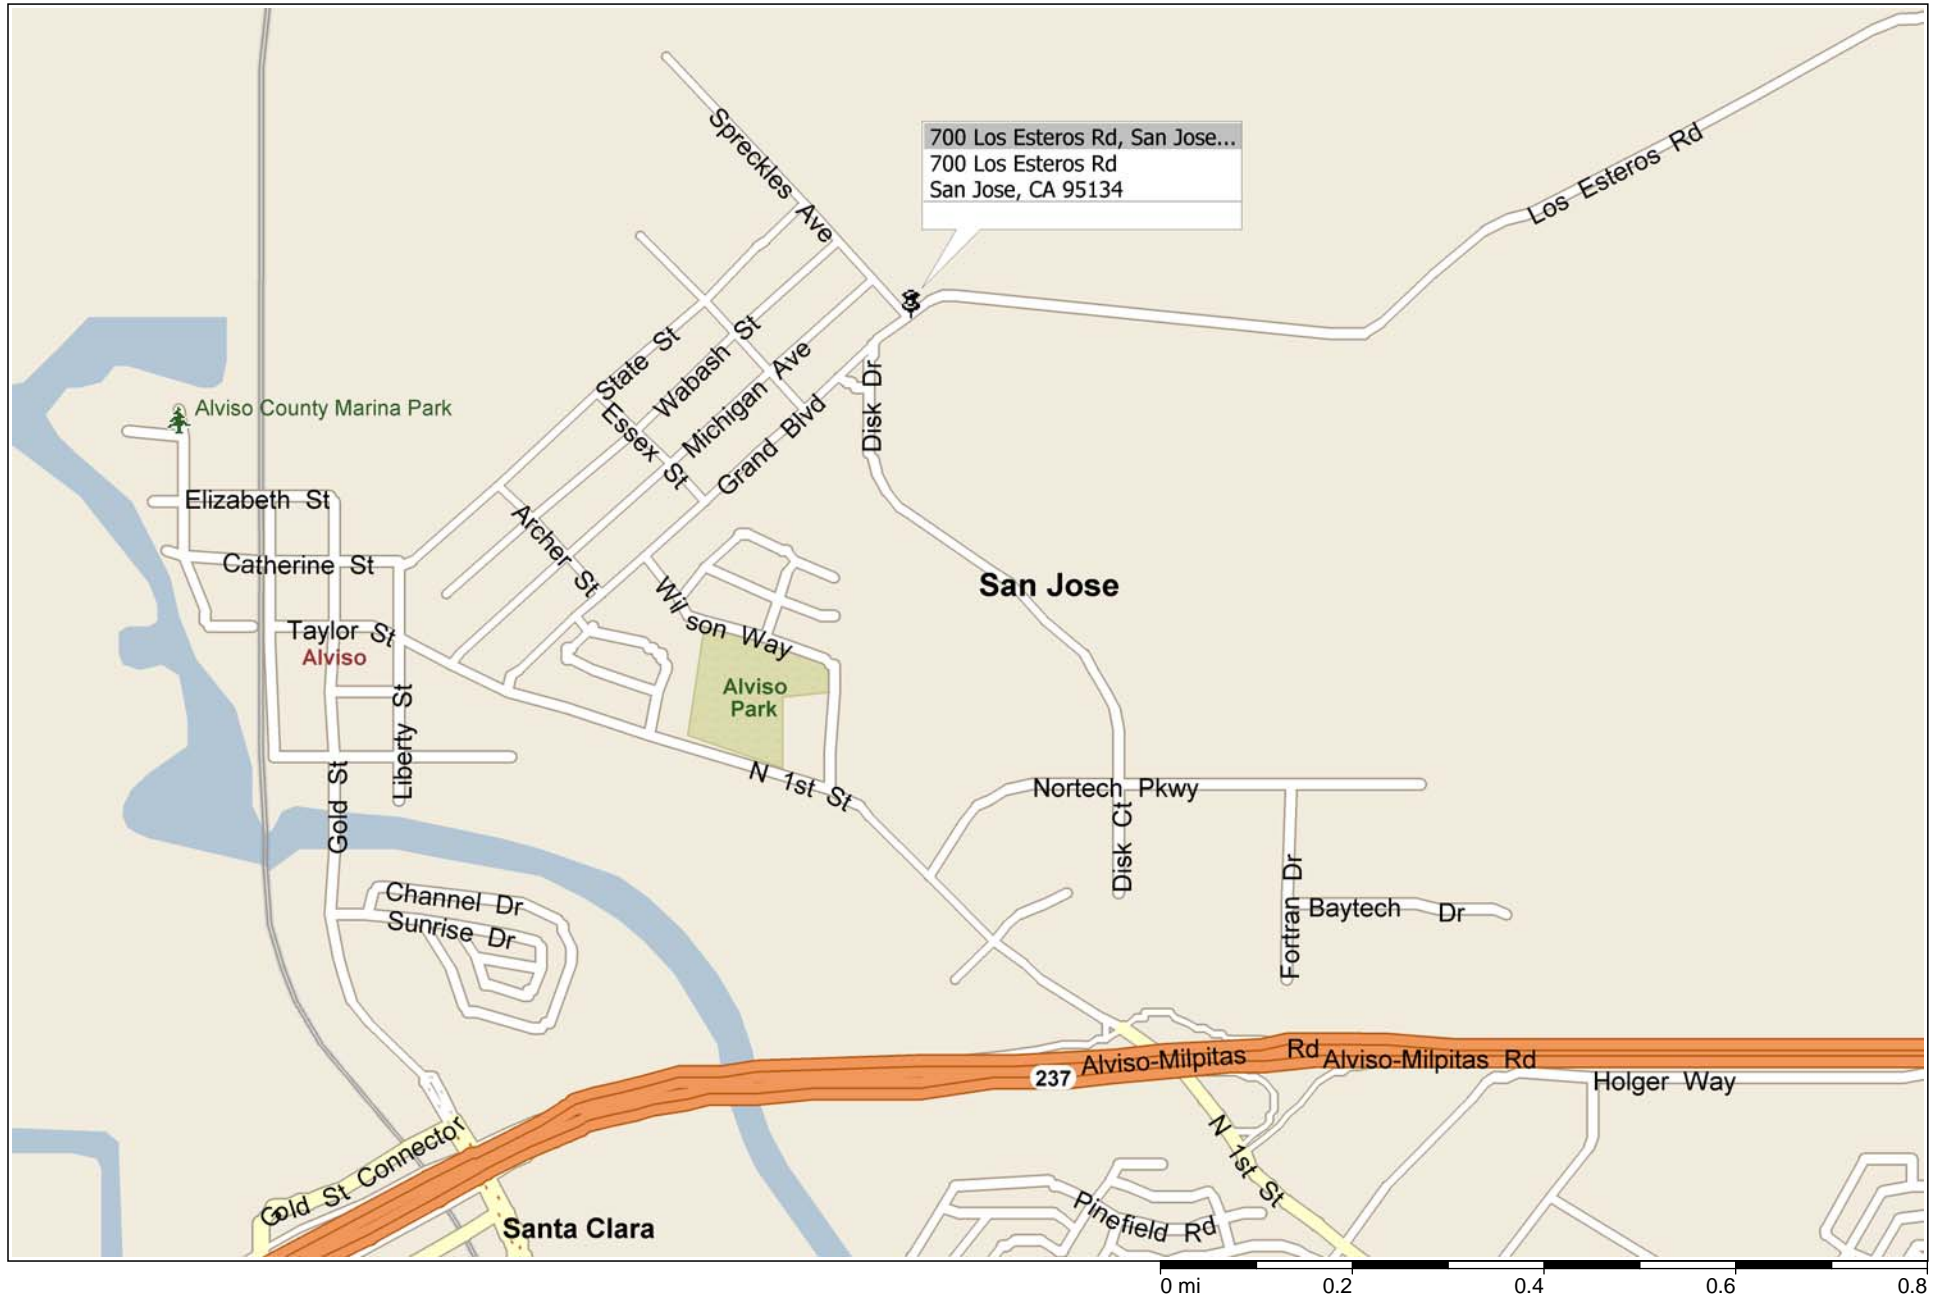 Spreckles Ave
700 Los Esteros Rd, San Jose...
700 Los Esteros Rd
San Jose, CA 95134
Los Esteros Rd
State St
Wabash St
Michigan Ave
Grand Blvd
Disk Dr
Essex St
Alviso County Marina Park
Elizabeth St
Archer St
Catherine St
San Jose
Wilson Way
Taylor St
Alviso
Alviso
Park
Liberty St
Gold St
N 1st St
Nortech Pkwy
Disk Ct
Fortran Dr
Baytech Dr
Channel Dr
Sunrise Dr
Alviso-Milpitas Rd
Alviso-Milpitas Rd
237
Holger Way
N 1st St
Gold St Connector
Pinefield Rd
Santa Clara
0 mi 0.2 0.4 0.6 0.8